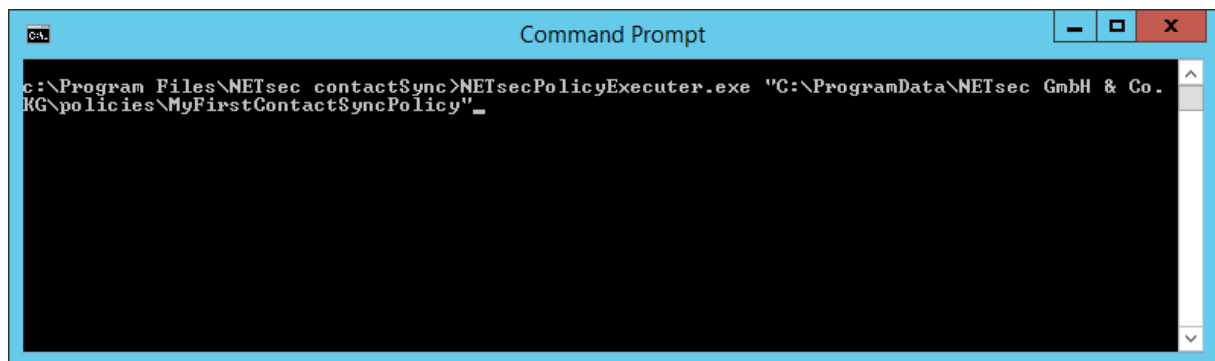 C:\.
Command Prompt
c:\Program Files\NETsec contactSync>NETsecPolicyExecuter.exe "C:\ProgramData\NETsec GmbH & Co.
KG\policies\MyFirstContactSyncPolicy"_